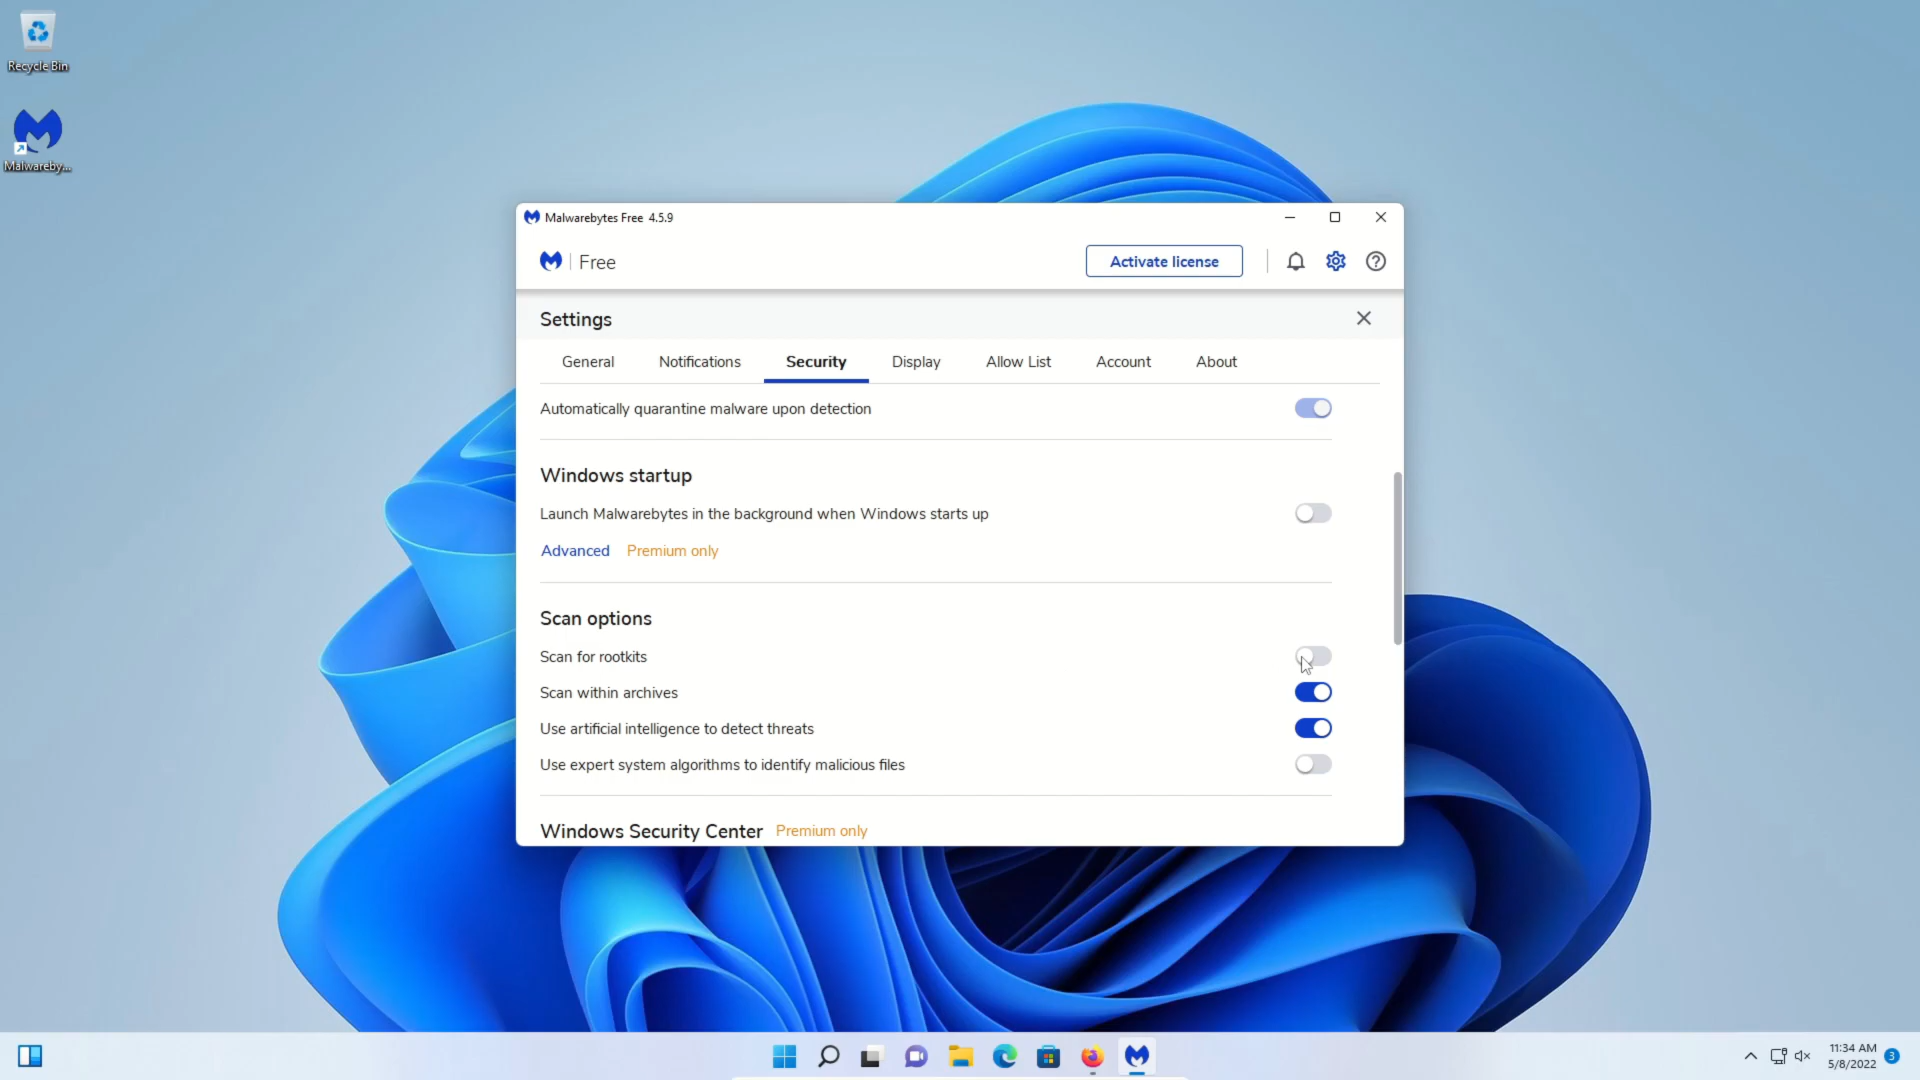 Recycle Bin
Malwareby...
Malwarebytes Free 4.5.9
Free
Activate license
Settings
General
Notifications
Security
Display
Allow List
Account
About
Automatically quarantine malware upon detection
Windows startup
Launch Malwarebytes in the background when Windows starts up
Advanced Premium only
Scan options
Scan for rootkits
Scan within archives
Use artificial intelligence to detect threats
Use expert system algorithms to identify malicious files
Windows Security Center Premium only
11:34 AM
5/8/2022
3